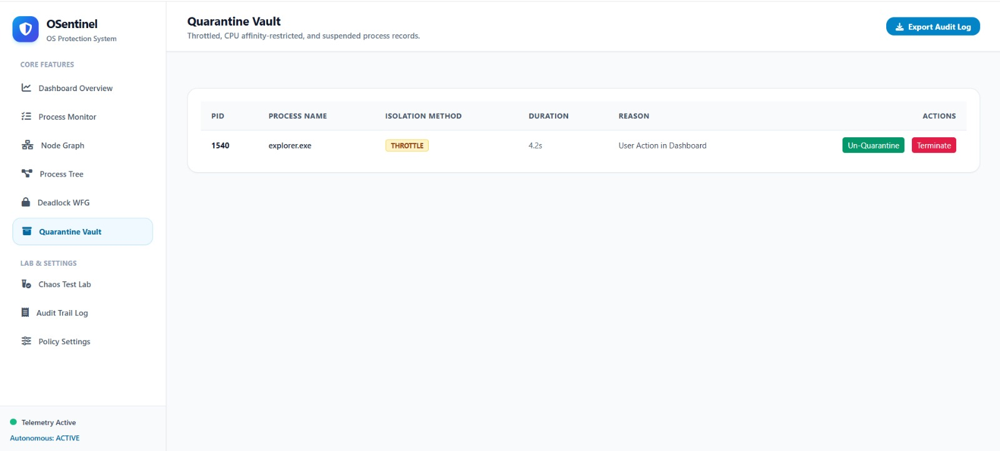 OSentinel
OS Protection System
CORE FEATURES
Dashboard Overview
Process Monitor
Node Graph
Process Tree
Deadlock WFG
Quarantine Vault
LAB & SETTINGS
Chaos Test Lab
Audit Trail Log
Policy Settings
Telemetry Active
Autonomous: ACTIVE
Quarantine Vault
Throttled, CPU affinity-restricted, and suspended process records.
Export Audit Log
PID PROCESS NAME ISOLATION METHOD DURATION REASON ACTIONS
1540 explorer.exe THROTTLE 4.2s User Action in Dashboard Un-Quarantine Terminate